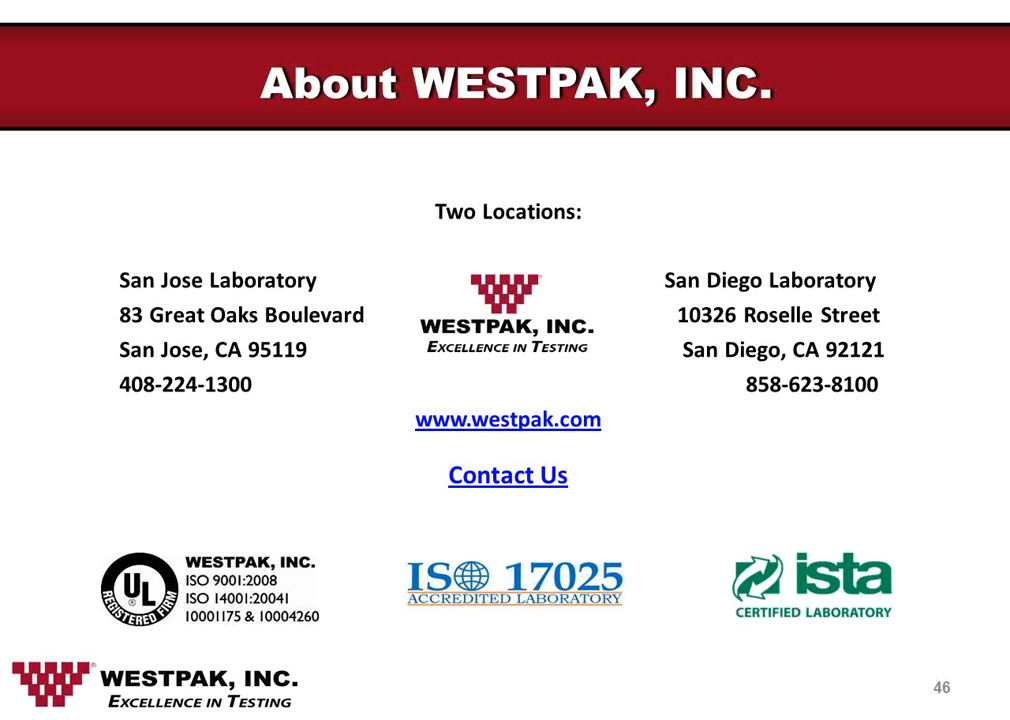 About WESTPAK, INC.
Two Locations:
San Jose Laboratory
83 Great Oaks Boulevard
San Jose, CA 95119
408-224-1300
WESTPAK, INC.
EXCELLENCE IN TESTING
San Diego Laboratory
10326 Roselle Street
San Diego, CA 92121
858-623-8100
www.westpak.com
Contact Us
UL
®
REGISTERED FIRM
WESTPAK, INC.
ISO 9001:2008
ISO 14001:20041
10001175 & 10004260
ISO 17025
ACCREDITED LABORATORY
ista
CERTIFIED LABORATORY
®
WESTPAK, INC.
EXCELLENCE IN TESTING
46